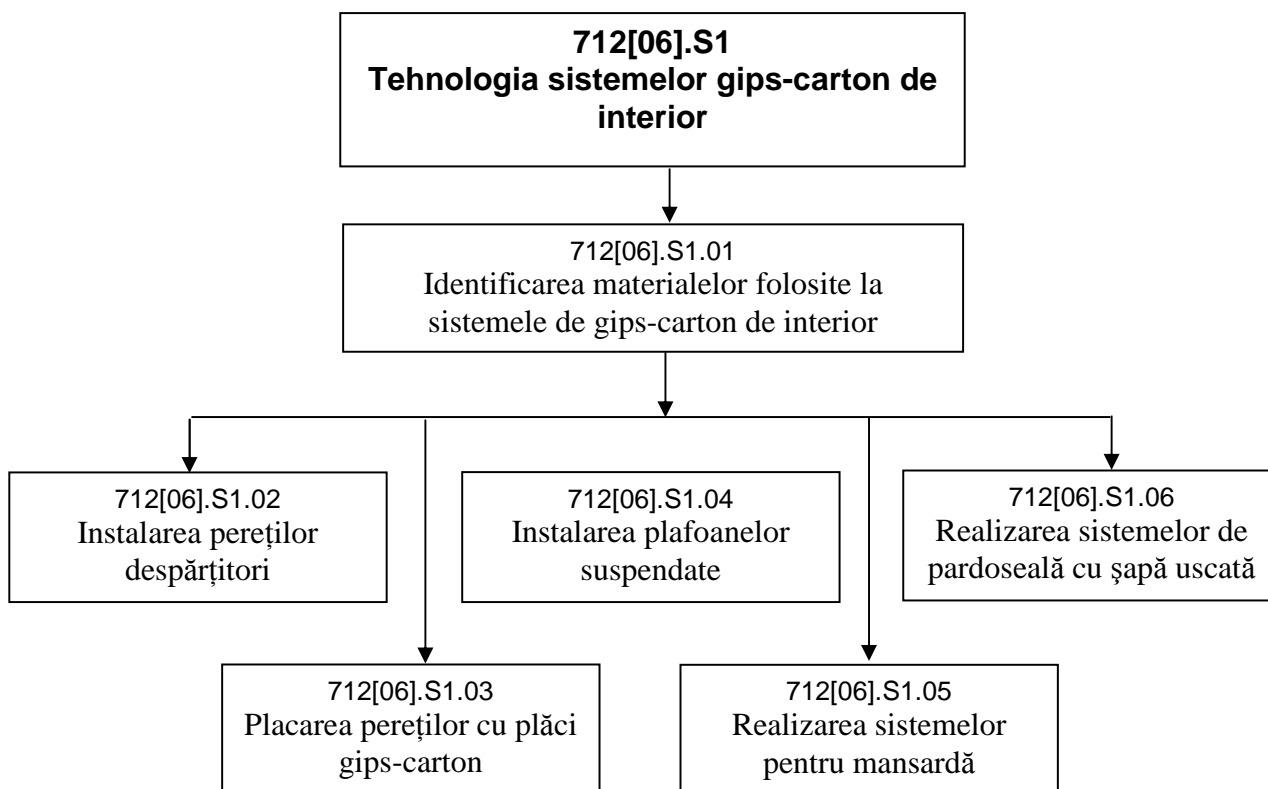 712[06].S1
Tehnologia sistemelor gips-carton de
interior
712[06].S1.01
Identificarea materialelor folosite la
sistemele de gips-carton de interior
712[06].S1.02
Instalarea pereților
despărțitori
712[06].S1.04
Instalarea plafoanelor
suspendate
712[06].S1.06
Realizarea sistemelor de
pardoseală cu şapă uscată
712[06].S1.03
Placarea pereților cu plăci
gips-carton
712[06].S1.05
Realizarea sistemelor
pentru mansardă